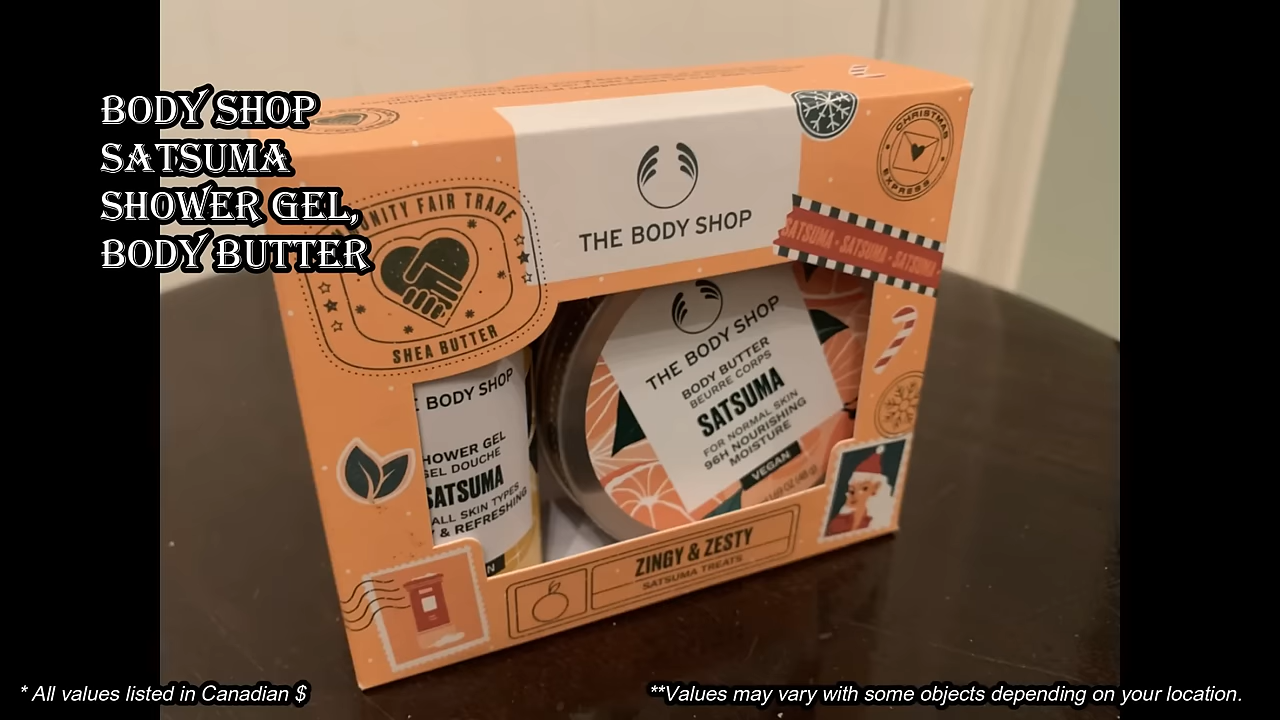 BODY SHOP
SATSUMA
SHOWER GEL,
BODY BUTTER
CHRISTMAS
EXPRESS
THE BODY SHOP
SATSUMA • SATSUMA • SATSUMA
UNITY FAIR TRADE
SHEA BUTTER
THE BODY SHOP
BODY BUTTER
BEURRE CORPS
SATSUMA
FOR NORMAL SKIN
96H NOURISHING
MOISTURE
VEGAN
BODY SHOP
HOWER GEL
GEL DOUCHE
SATSUMA
ALL SKIN TYPES
& REFRESHING
ZINGY & ZESTY
SATSUMA TREATS
* All values listed in Canadian $
**Values may vary with some objects depending on your location.